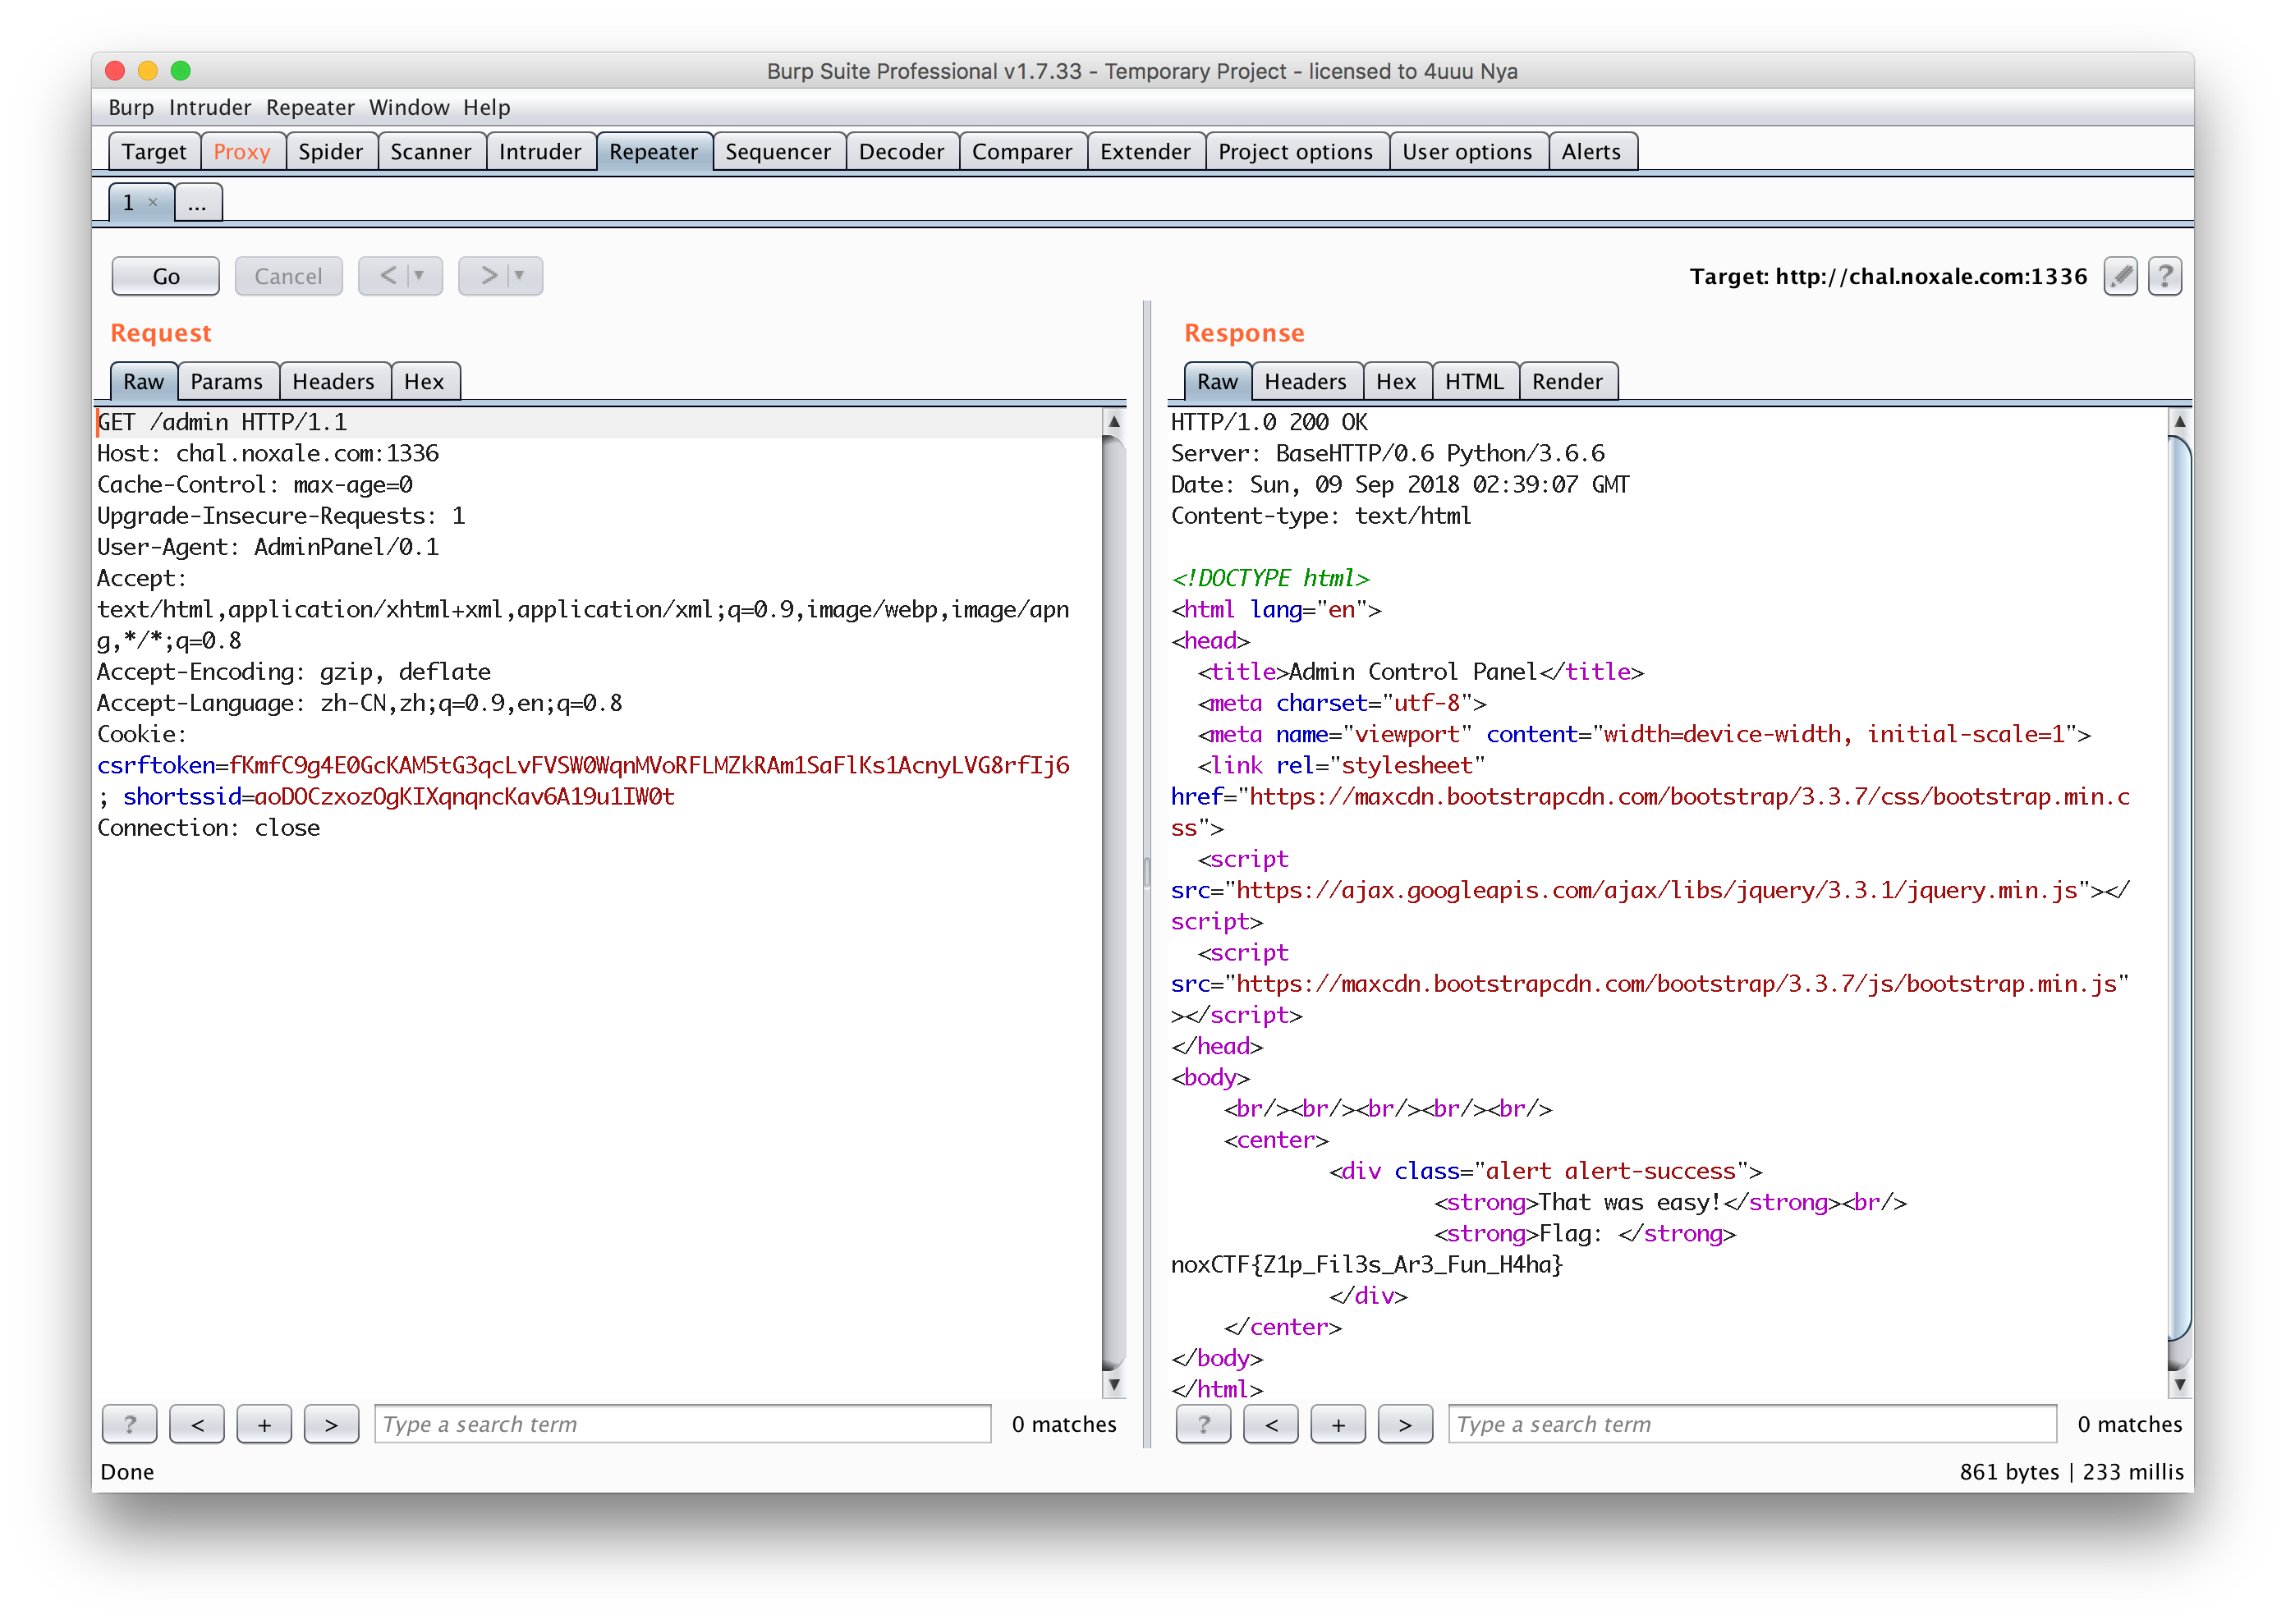 Burp Suite Professional v1.7.33 - Temporary Project - licensed to 4uuu Nya
Burp Intruder Repeater Window Help
Target Proxy Spider Scanner Intruder Repeater Sequencer Decoder Comparer Extender Project options User options Alerts
1 × ...
Go Cancel < > Target: http://chal.noxale.com:1336 ?
Request
Raw Params Headers Hex
GET /admin HTTP/1.1
Host: chal.noxale.com:1336
Cache-Control: max-age=0
Upgrade-Insecure-Requests: 1
User-Agent: AdminPanel/0.1
Accept:
text/html,application/xhtml+xml,application/xml;q=0.9,image/webp,image/apn
g,*/*;q=0.8
Accept-Encoding: gzip, deflate
Accept-Language: zh-CN,zh;q=0.9,en;q=0.8
Cookie:
csrftoken=fKmfC9g4E0GcKAM5tG3qcLvFVSW0WqnMVoRFLMZkRAm1SaFlKs1AcnyLVG8rfIj6
; shortssid=aoDOCzxozOgKIXqnqncKav6A19u1IW0t
Connection: close
? < + > Type a search term 0 matches
Response
Raw Headers Hex HTML Render
HTTP/1.0 200 OK
Server: BaseHTTP/0.6 Python/3.6.6
Date: Sun, 09 Sep 2018 02:39:07 GMT
Content-type: text/html
<!DOCTYPE html>
<html lang="en">
<head>
<title>Admin Control Panel</title>
<meta charset="utf-8">
<meta name="viewport" content="width=device-width, initial-scale=1">
<link rel="stylesheet"
href="https://maxcdn.bootstrapcdn.com/bootstrap/3.3.7/css/bootstrap.min.c
ss">
<script
src="https://ajax.googleapis.com/ajax/libs/jquery/3.3.1/jquery.min.js"></
script>
<script
src="https://maxcdn.bootstrapcdn.com/bootstrap/3.3.7/js/bootstrap.min.js"
></script>
</head>
<body>
<br/><br/><br/><br/><br/>
<center>
<div class="alert alert-success">
<strong>That was easy!</strong><br/>
<strong>Flag: </strong>
noxCTF{Z1p_Fil3s_Ar3_Fun_H4ha}
</div>
</center>
</body>
</html>
? < + > Type a search term 0 matches
Done 861 bytes | 233 millis